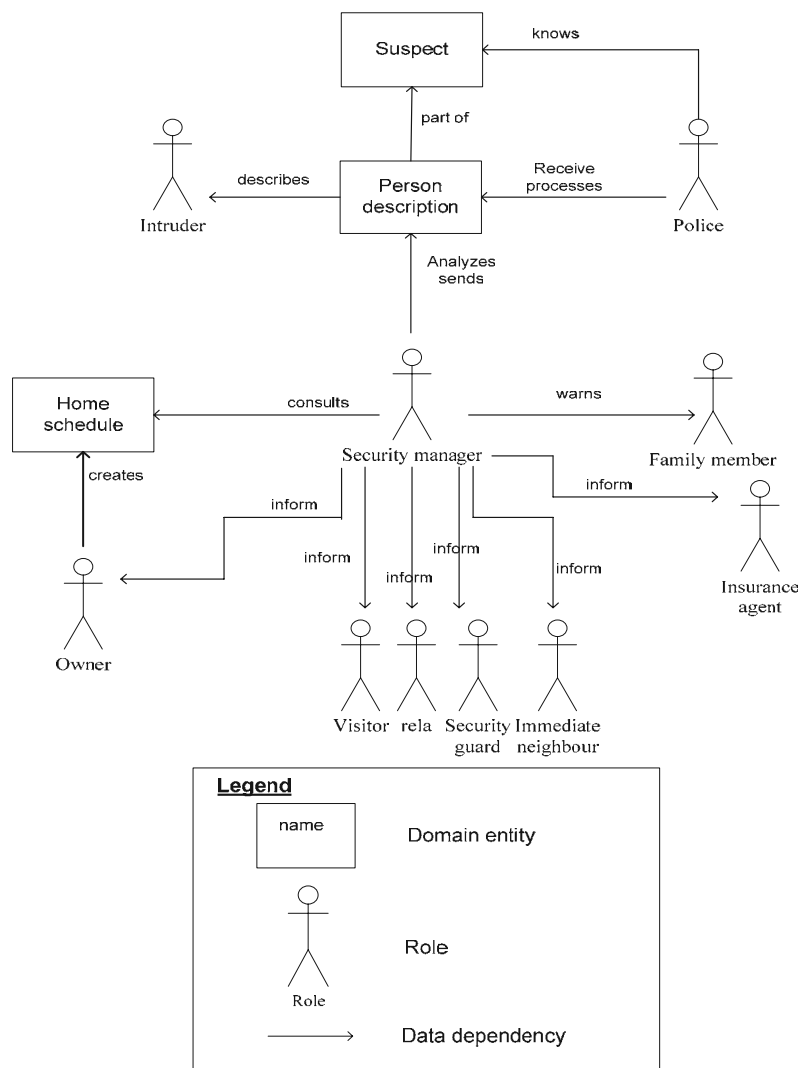 Suspect
knows
part of
Intruder
describes
Person
description
Receive
processes
Police
Analyzes
sends
Home
schedule
consults
Security manager
warns
Family member
creates
inform
inform
inform
inform
inform
inform
Owner
Insurance
agent
Visitor
rela
Security
guard
Immediate
neighbour
Legend
name
Domain entity
Role
Role
Data dependency